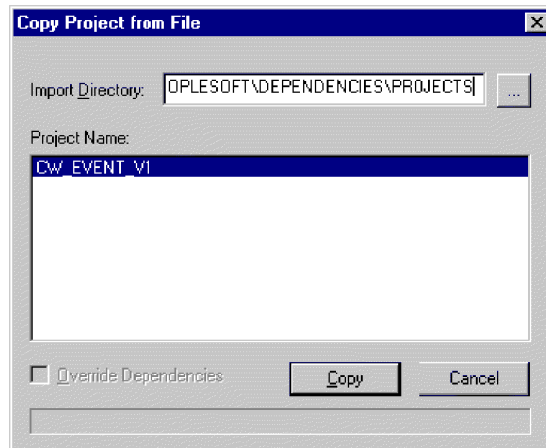 Copy Project from File
Import Directory: OPLESOFT\DEPENDENCIES\PROJECTS ...
Project Name:
CW_EVENT_V1
Override Dependencies Copy Cancel